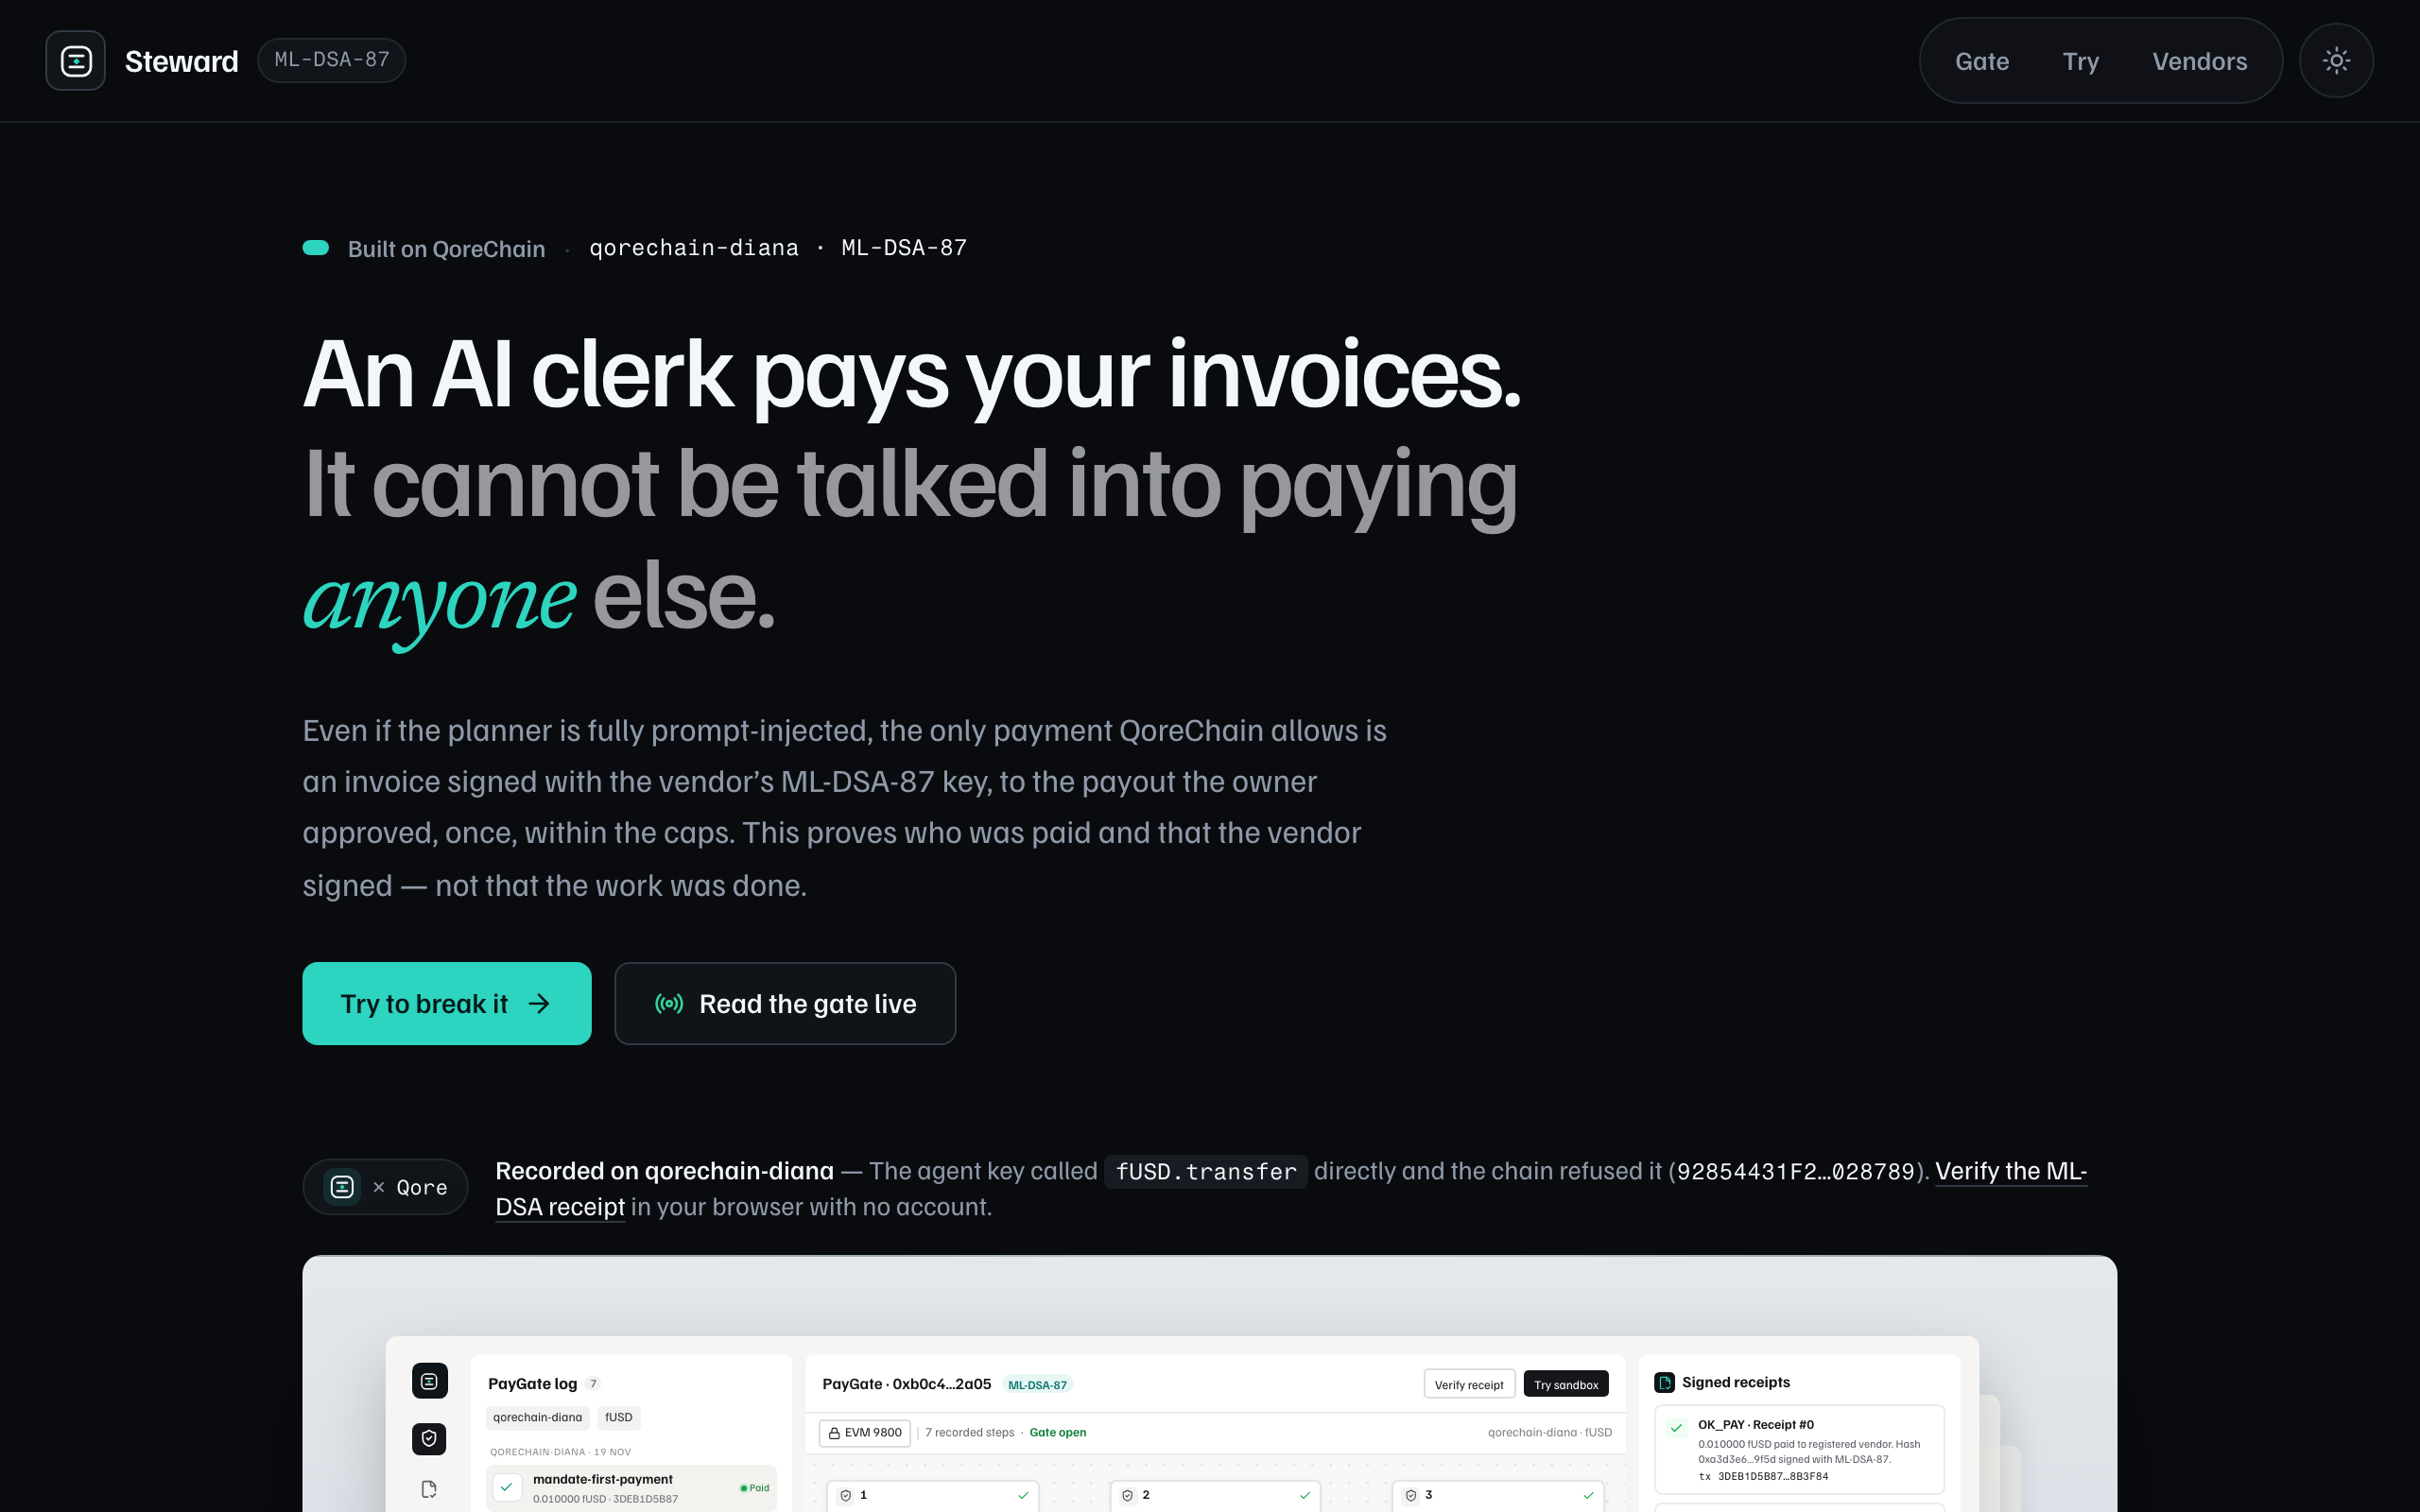 Steward
ML-DSA-87
Gate
Try
Vendors
Built on QoreChain · qorechain-diana · ML-DSA-87
An AI clerk pays your invoices.
It cannot be talked into paying
anyone else.
Even if the planner is fully prompt-injected, the only payment QoreChain allows is
an invoice signed with the vendor’s ML-DSA-87 key, to the payout the owner
approved, once, within the caps. This proves who was paid and that the vendor
signed — not that the work was done.
Try to break it →
Read the gate live
× Qore
Recorded on qorechain-diana — The agent key called fUSD.transfer directly and the chain refused it (92854431F2…028789). Verify the ML-
DSA receipt in your browser with no account.
PayGate log 7
qorechain-diana fUSD
QORECHAIN-DIANA · 19 NOV
mandate-first-payment
0.010000 fUSD · 3DEB1D5B87
Paid
PayGate · 0xb0c4…2a05 ML-DSA-87
Verify receipt
Try sandbox
EVM 9800 | 7 recorded steps · Gate open
qorechain-diana · fUSD
1
2
3
Signed receipts
OK_PAY · Receipt #0
0.010000 fUSD paid to registered vendor. Hash
0xa3d3e6…9f5d signed with ML-DSA-87.
tx 3DEB1D5B87…8B3F84